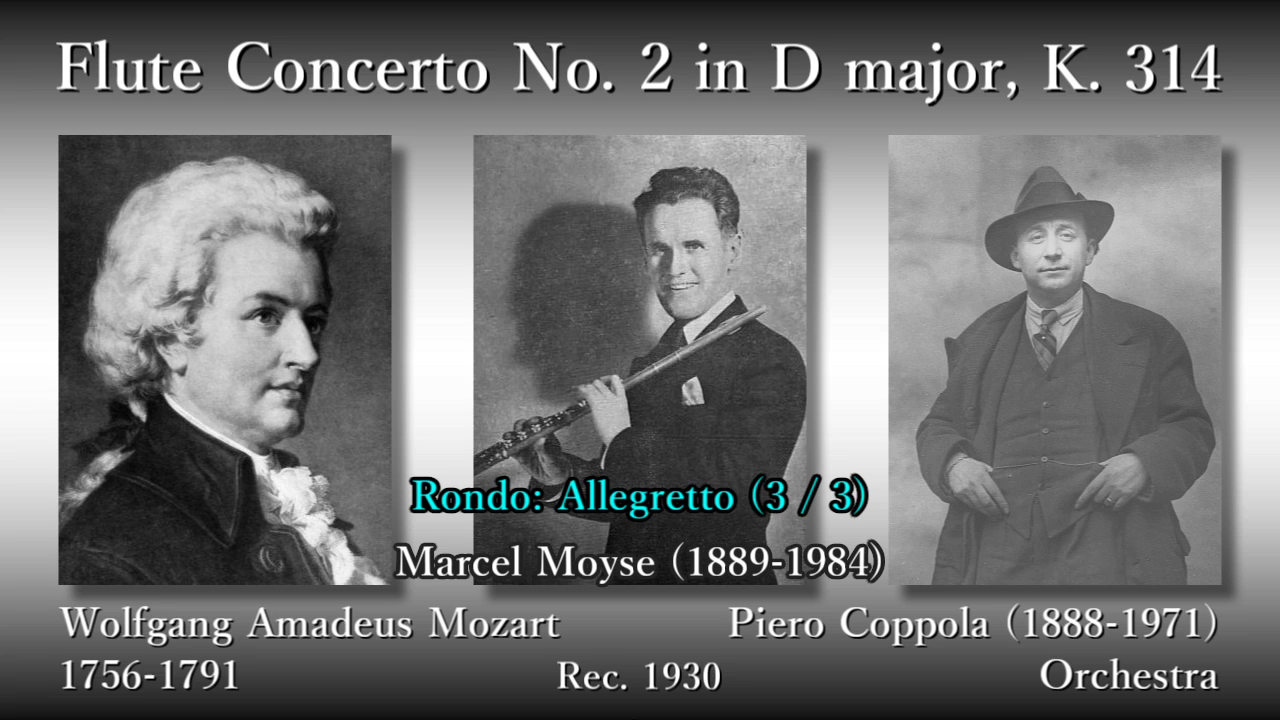 Flute Concerto No. 2 in D major, K. 314
Rondo: Allegretto (3 / 3)
Marcel Moyse (1889-1984)
Wolfgang Amadeus Mozart
1756-1791
Piero Coppola (1888-1971)
Rec. 1930
Orchestra